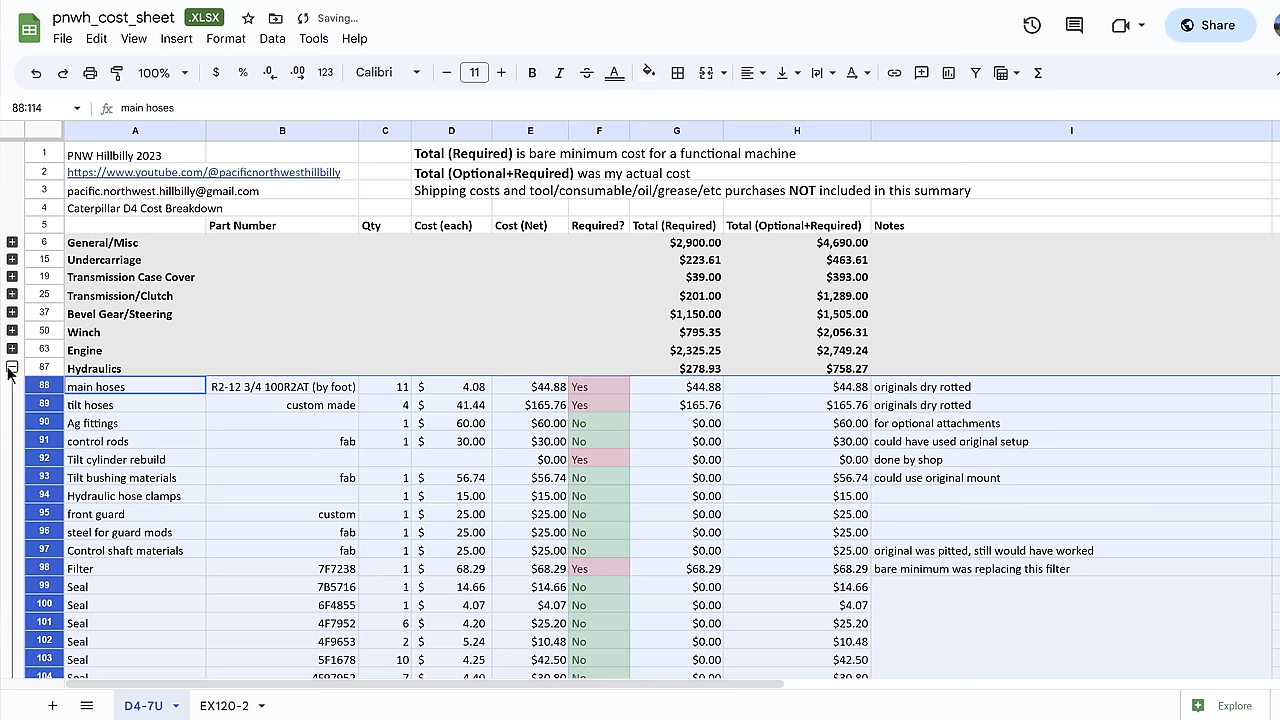 pnwh_cost_sheet .XLSX Saving...
File Edit View Insert Format Data Tools Help
Share
100% $ % .0 .00 123 Calibri 11 B I A
88:114 fx main hoses
A B C D E F G H I
1 PNW Hillbilly 2023 Total (Required) is bare minimum cost for a functional machine
2 https://www.youtube.com/@pacificnorthwesthillbilly Total (Optional+Required) was my actual cost
3 pacific.northwest.hillbilly@gmail.com Shipping costs and tool/consumable/oil/grease/etc purchases NOT included in this summary
4 Caterpillar D4 Cost Breakdown
5 Part Number Qty Cost (each) Cost (Net) Required? Total (Required) Total (Optional+Required) Notes
6 General/Misc $2,900.00 $4,690.00
15 Undercarriage $223.61 $463.61
19 Transmission Case Cover $39.00 $393.00
25 Transmission/Clutch $201.00 $1,289.00
37 Bevel Gear/Steering $1,150.00 $1,505.00
50 Winch $795.35 $2,056.31
63 Engine $2,325.25 $2,749.24
87 Hydraulics $278.93 $758.27
88 main hoses R2-12 3/4 100R2AT (by foot) 11 $ 4.08 $44.88 Yes $44.88 $44.88 originals dry rotted
89 tilt hoses custom made 4 $ 41.44 $165.76 Yes $165.76 $165.76 originals dry rotted
90 Ag fittings 1 $ 60.00 $60.00 No $0.00 $60.00 for optional attachments
91 control rods fab 1 $ 30.00 $30.00 No $0.00 $30.00 could have used original setup
92 Tilt cylinder rebuild $0.00 Yes $0.00 $0.00 done by shop
93 Tilt bushing materials fab 1 $ 56.74 $56.74 No $0.00 $56.74 could use original mount
94 Hydraulic hose clamps 1 $ 15.00 $15.00 No $0.00 $15.00
95 front guard custom 1 $ 25.00 $25.00 No $0.00 $25.00
96 steel for guard mods fab 1 $ 25.00 $25.00 No $0.00 $25.00
97 Control shaft materials fab 1 $ 25.00 $25.00 No $0.00 $25.00 original was pitted, still would have worked
98 Filter 7F7238 1 $ 68.29 $68.29 Yes $68.29 $68.29 bare minimum was replacing this filter
99 Seal 7B5716 1 $ 14.66 $14.66 No $0.00 $14.66
100 Seal 6F4855 1 $ 4.07 $4.07 No $0.00 $4.07
101 Seal 4F7952 6 $ 4.20 $25.20 No $0.00 $25.20
102 Seal 4F9653 2 $ 5.24 $10.48 No $0.00 $10.48
103 Seal 5F1678 10 $ 4.25 $42.50 No $0.00 $42.50
104 Seal 7 $ 4.40 $30.80 No $0.00 $30.80
D4-7U EX120-2 Explore